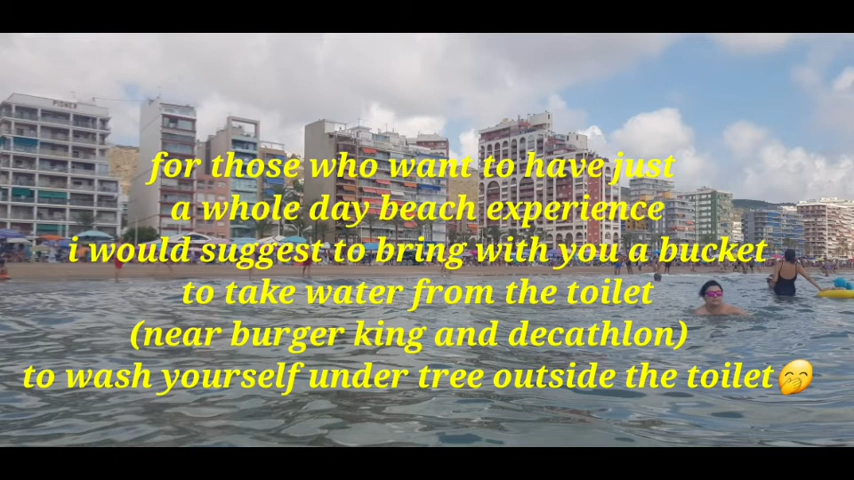 PIONER
for those who want to have just
a whole day beach experience
i would suggest to bring with you a bucket
to take water from the toilet
(near burger king and decathlon)
to wash yourself under tree outside the toilet🤭